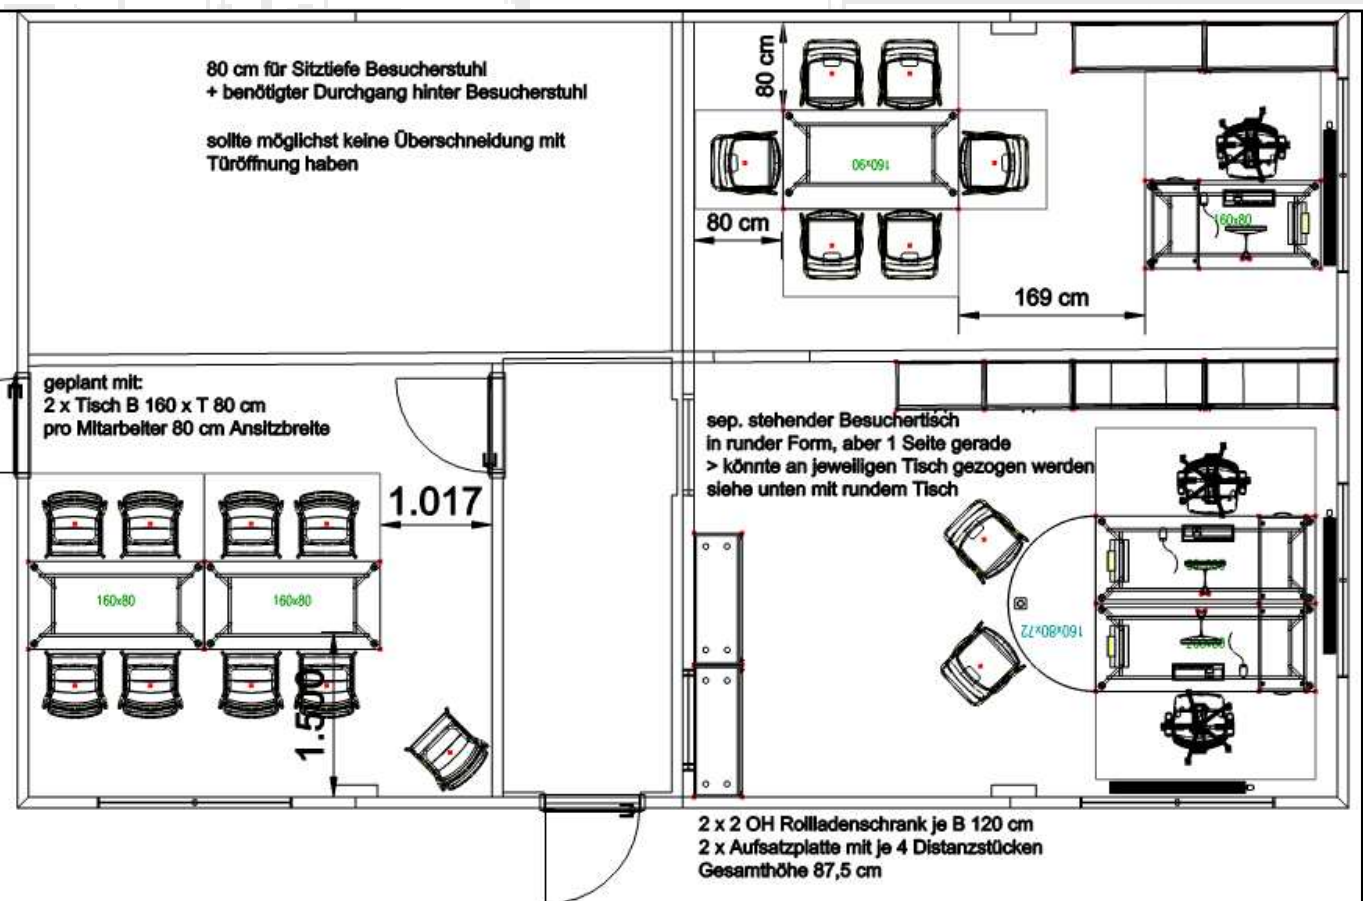 80 cm für Sitztiefe Besucherstuhl
+ benötigter Durchgang hinter Besucherstuhl
sollte möglichst keine Überschneidung mit
Türöffnung haben
80 cm
160x90
80 cm
160x80
169 cm
geplant mit:
2 x Tisch B 160 x T 80 cm
pro Mitarbeiter 80 cm Ansitzbreite
1.017
160x80
160x80
1.500
sep. stehender Besuchertisch
in runder Form, aber 1 Seite gerade
> könnte an jeweiligen Tisch gezogen werden
siehe unten mit rundem Tisch
160x80x72
2 x 2 OH Rollladenschrank je B 120 cm
2 x Aufsatzplatte mit je 4 Distanzstücken
Gesamthöhe 87,5 cm